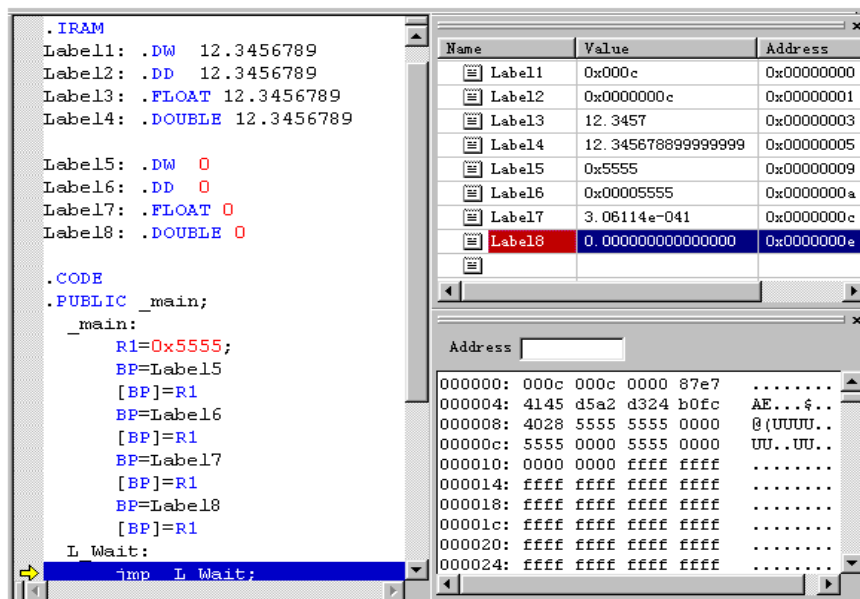 .IRAM
Label1: .DW  12.3456789
Label2: .DD  12.3456789
Label3: .FLOAT 12.3456789
Label4: .DOUBLE 12.3456789
Label5: .DW  0
Label6: .DD  0
Label7: .FLOAT 0
Label8: .DOUBLE 0
.CODE
.PUBLIC _main;
_main:
R1=0x5555;
BP=Label5
[BP]=R1
BP=Label6
[BP]=R1
BP=Label7
[BP]=R1
BP=Label8
[BP]=R1
L_Wait:
jmp L_Wait;
Name Value Address
Label1 0x000c 0x00000000
Label2 0x0000000c 0x00000001
Label3 12.3457 0x00000003
Label4 12.345678899999999 0x00000005
Label5 0x5555 0x00000009
Label6 0x00005555 0x0000000a
Label7 3.06114e-041 0x0000000c
Label8 0.000000000000000 0x0000000e
Address
000000: 000c 000c 0000 87e7 ........
000004: 4145 d5a2 d324 b0fc AE...$..
000008: 4028 5555 5555 0000 @(UUUU..
00000c: 5555 0000 5555 0000 UU..UU..
000010: 0000 0000 ffff ffff ........
000014: ffff ffff ffff ffff ........
000018: ffff ffff ffff ffff ........
00001c: ffff ffff ffff ffff ........
000020: ffff ffff ffff ffff ........
000024: ffff ffff ffff ffff ........